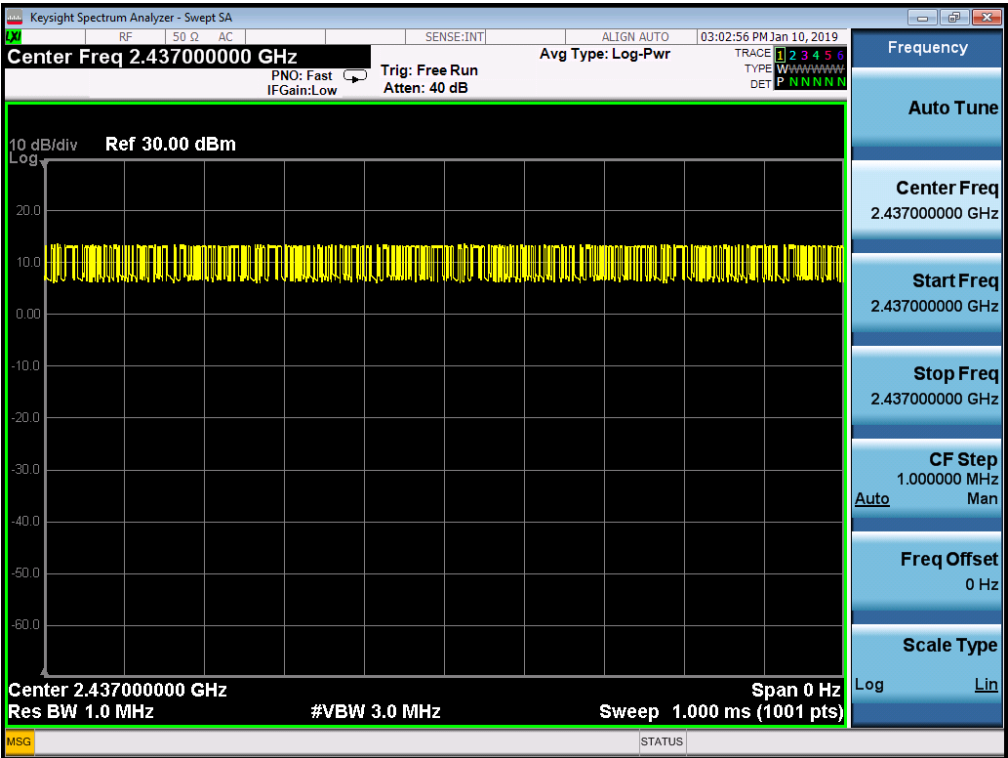 Keysight Spectrum Analyzer - Swept SA
LXI RF 50 Ω AC SENSE:INT ALIGN AUTO 03:02:56 PM Jan 10, 2019
Center Freq 2.437000000 GHz
PNO: Fast
IFGain:Low
Trig: Free Run
Atten: 40 dB
Avg Type: Log-Pwr
TRACE 1 2 3 4 5 6
TYPE WWWWWW
DET P N N N N N
10 dB/div Ref 30.00 dBm
Log
20.0
10.0
0.00
-10.0
-20.0
-30.0
-40.0
-50.0
-60.0
Center 2.437000000 GHz Span 0 Hz
Res BW 1.0 MHz #VBW 3.0 MHz Sweep 1.000 ms (1001 pts)
MSG STATUS
Frequency
Auto Tune
Center Freq
2.437000000 GHz
Start Freq
2.437000000 GHz
Stop Freq
2.437000000 GHz
CF Step
1.000000 MHz
Auto Man
Freq Offset
0 Hz
Scale Type
Log Lin